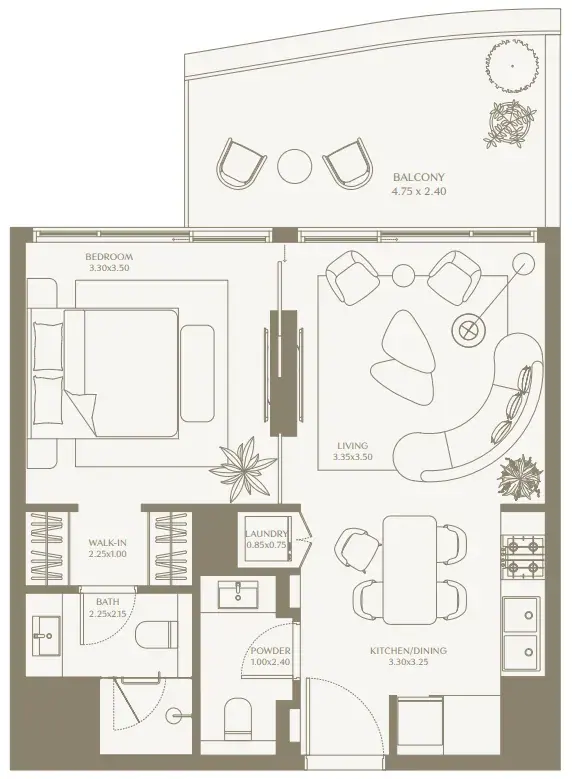 BALCONY
4.75 x 2.40
BEDROOM
3.30x3.50
LIVING
3.35x3.50
LAUNDRY
0.85x0.75
WALK-IN
2.25x1.00
BATH
2.25x2.15
POWDER
1.00x2.40
KITCHEN/DINING
3.30x3.25